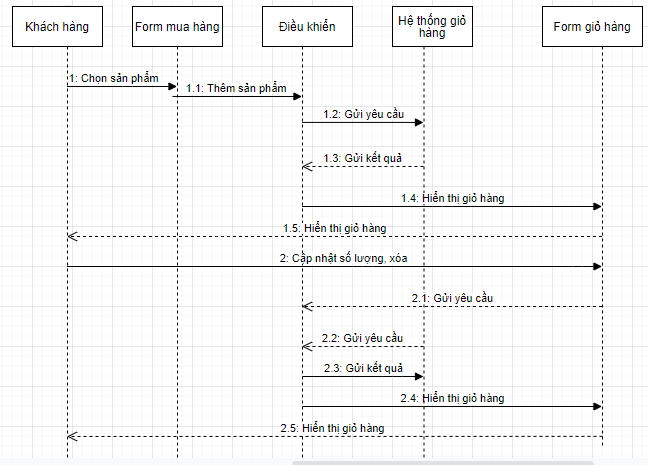 Khách hàng
Form mua hàng
Điều khiển
Hệ thống giỏ
hàng
Form giỏ hàng
1: Chọn sản phẩm
1.1: Thêm sản phẩm
1.2: Gửi yêu cầu
1.3: Gửi kết quả
1.4: Hiển thị giỏ hàng
1.5: Hiển thị giỏ hàng
2: Cập nhật số lượng, xóa
2.1: Gửi yêu cầu
2.2: Gửi yêu cầu
2.3: Gửi kết quả
2.4: Hiển thị giỏ hàng
2.5: Hiển thị giỏ hàng